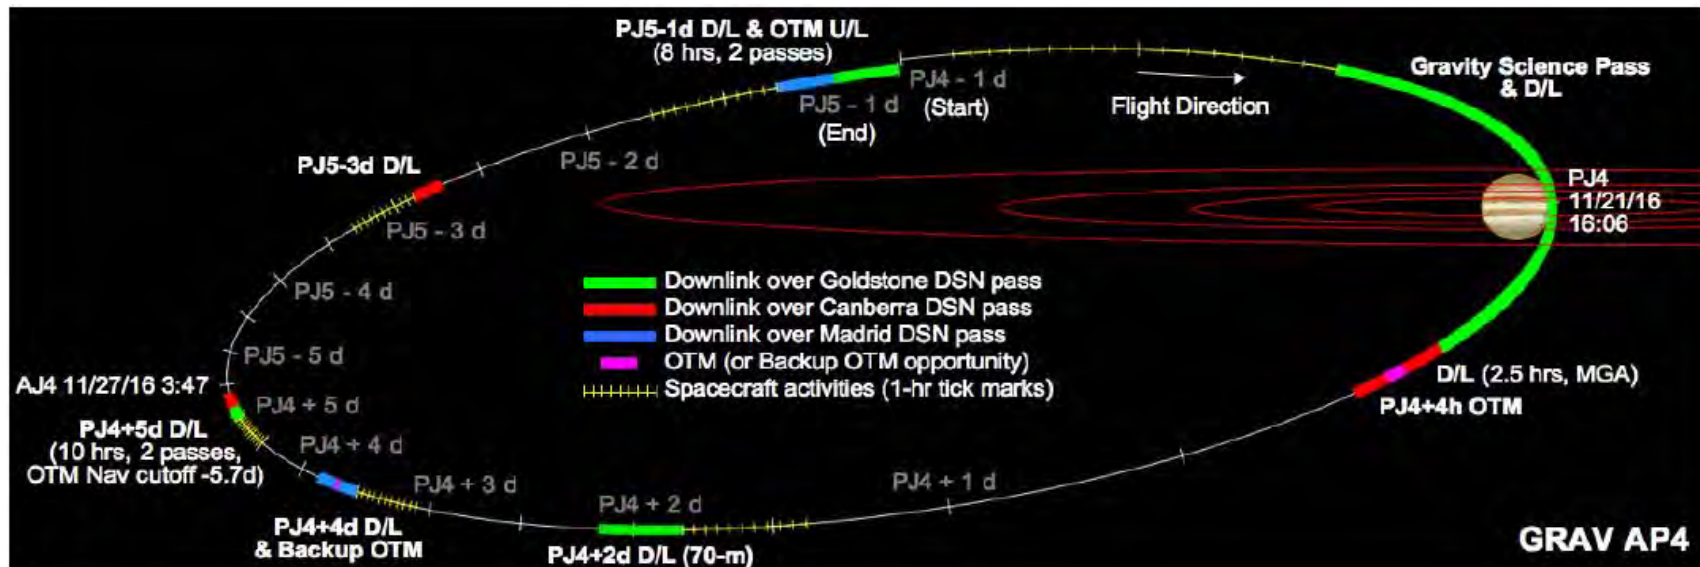 PJ5-1d D/L & OTM U/L
(8 hrs, 2 passes)
PJ4 - 1 d
(Start)
PJ5 - 1 d
(End)
Flight Direction
Gravity Science Pass
& D/L
PJ5-3d D/L
PJ5 - 2 d
PJ5 - 3 d
PJ4
11/21/16
16:06
PJ5 - 4 d
Downlink over Goldstone DSN pass
Downlink over Canberra DSN pass
Downlink over Madrid DSN pass
OTM (or Backup OTM opportunity)
Spacecraft activities (1-hr tick marks)
PJ5 - 5 d
AJ4 11/27/16 3:47
PJ4 + 5 d
PJ4+5d D/L
(10 hrs, 2 passes,
OTM Nav cutoff -5.7d)
PJ4 + 4 d
D/L (2.5 hrs, MGA)
PJ4+4h OTM
PJ4 + 3 d
PJ4 + 2 d
PJ4 + 1 d
PJ4+4d D/L
& Backup OTM
PJ4+2d D/L (70-m)
GRAV AP4